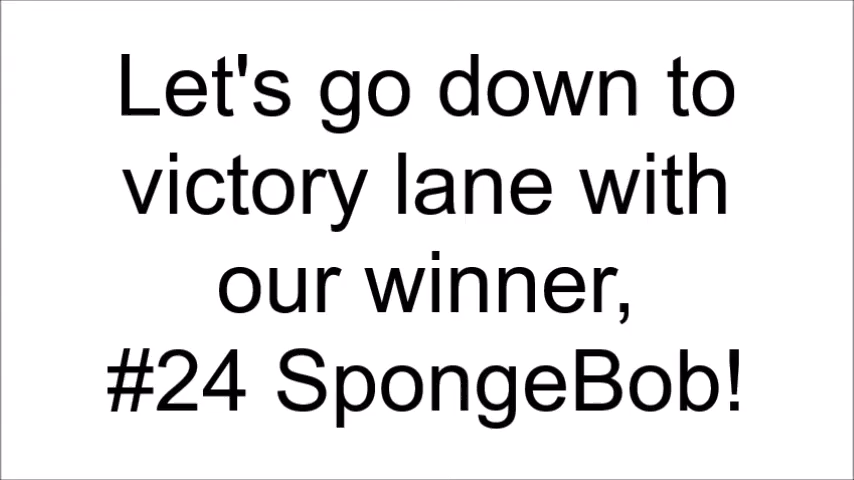 Let's go down to
victory lane with
our winner,
#24 SpongeBob!